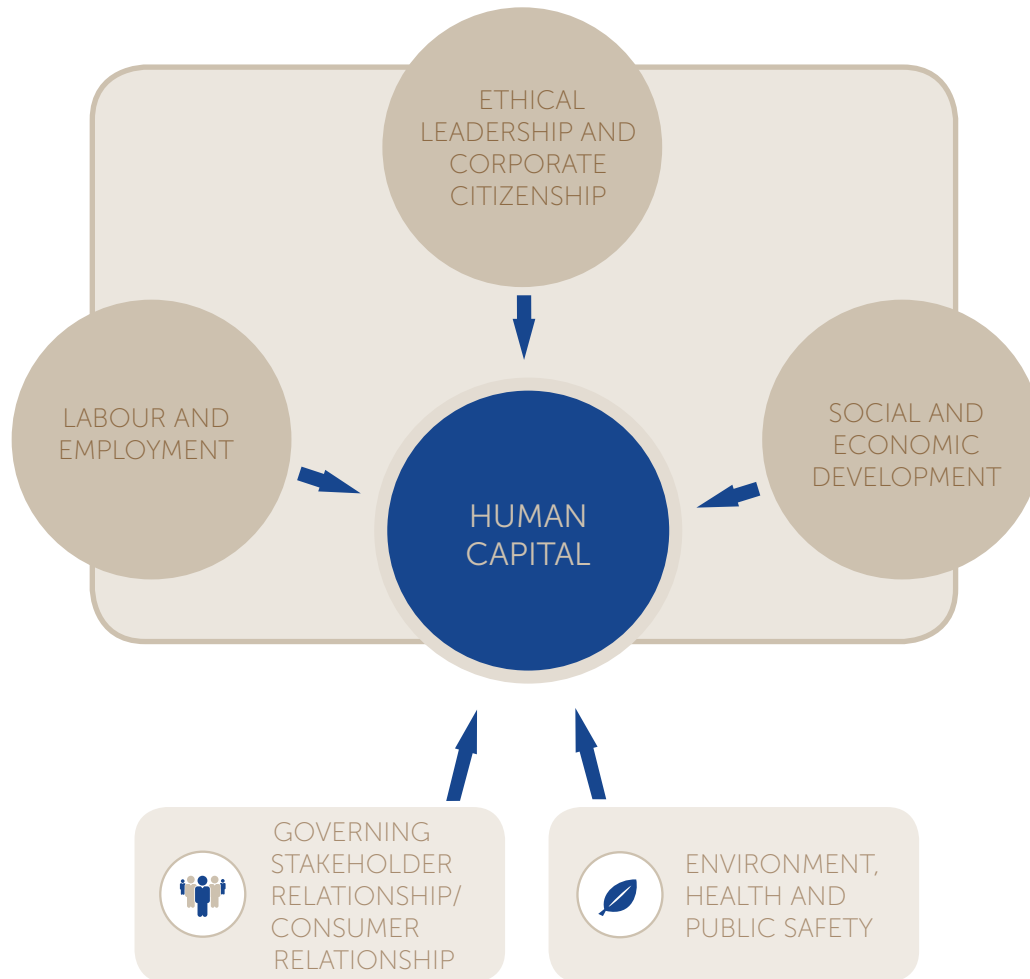 ETHICAL
LEADERSHIP AND
CORPORATE
CITIZENSHIP
LABOUR AND
EMPLOYMENT
SOCIAL AND
ECONOMIC
DEVELOPMENT
HUMAN
CAPITAL
GOVERNING
STAKEHOLDER
RELATIONSHIP/
CONSUMER
RELATIONSHIP
ENVIRONMENT,
HEALTH AND
PUBLIC SAFETY